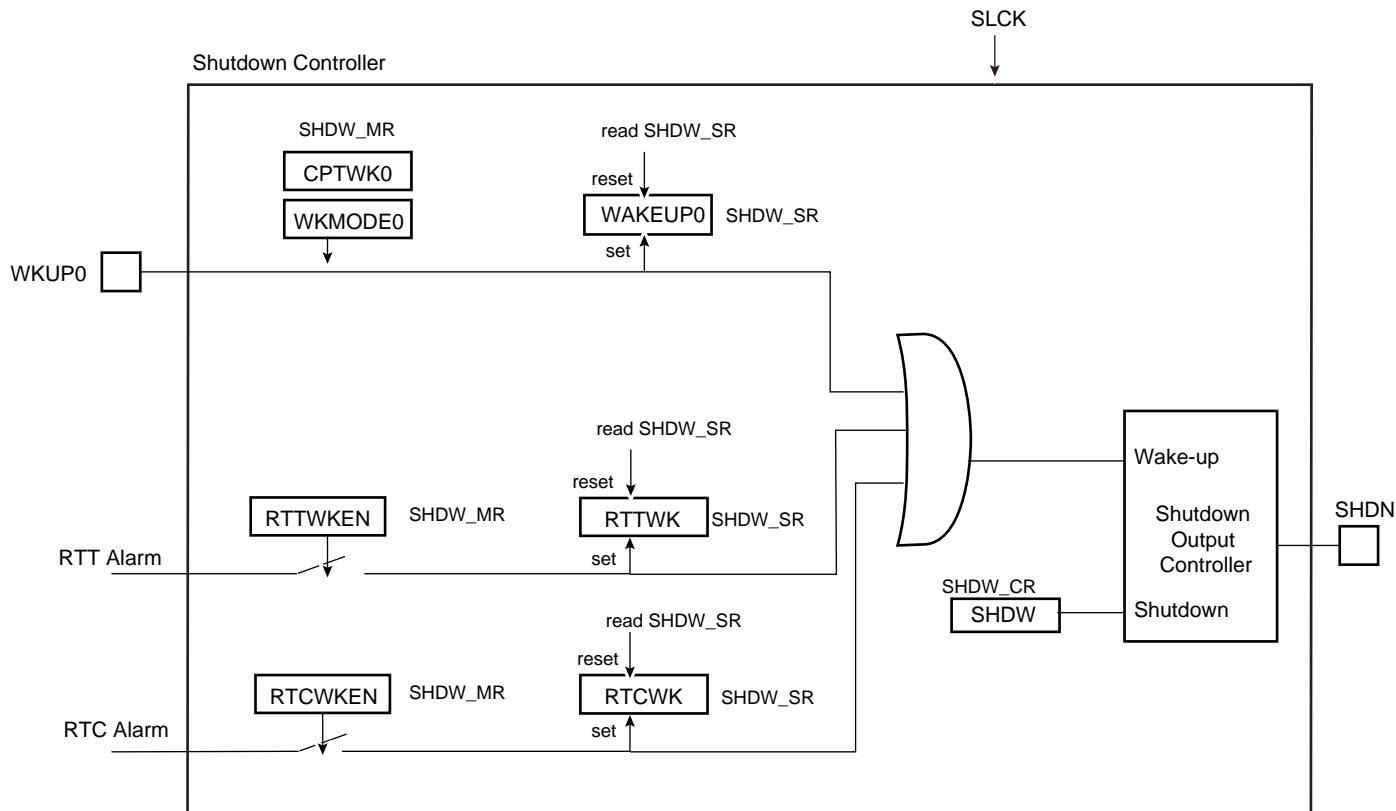 SLCK
Shutdown Controller
SHDW_MR
CPTWK0
WKMODE0
read SHDW_SR
reset
WAKEUP0
SHDW_SR
set
WKUP0
read SHDW_SR
reset
RTTWKEN
SHDW_MR
RTTWK
SHDW_SR
set
RTT Alarm
read SHDW_SR
reset
RTCWKEN
SHDW_MR
RTCWK
SHDW_SR
set
RTC Alarm
Wake-up
Shutdown
Output
Controller
SHDW_CR
SHDW
Shutdown
SHDN